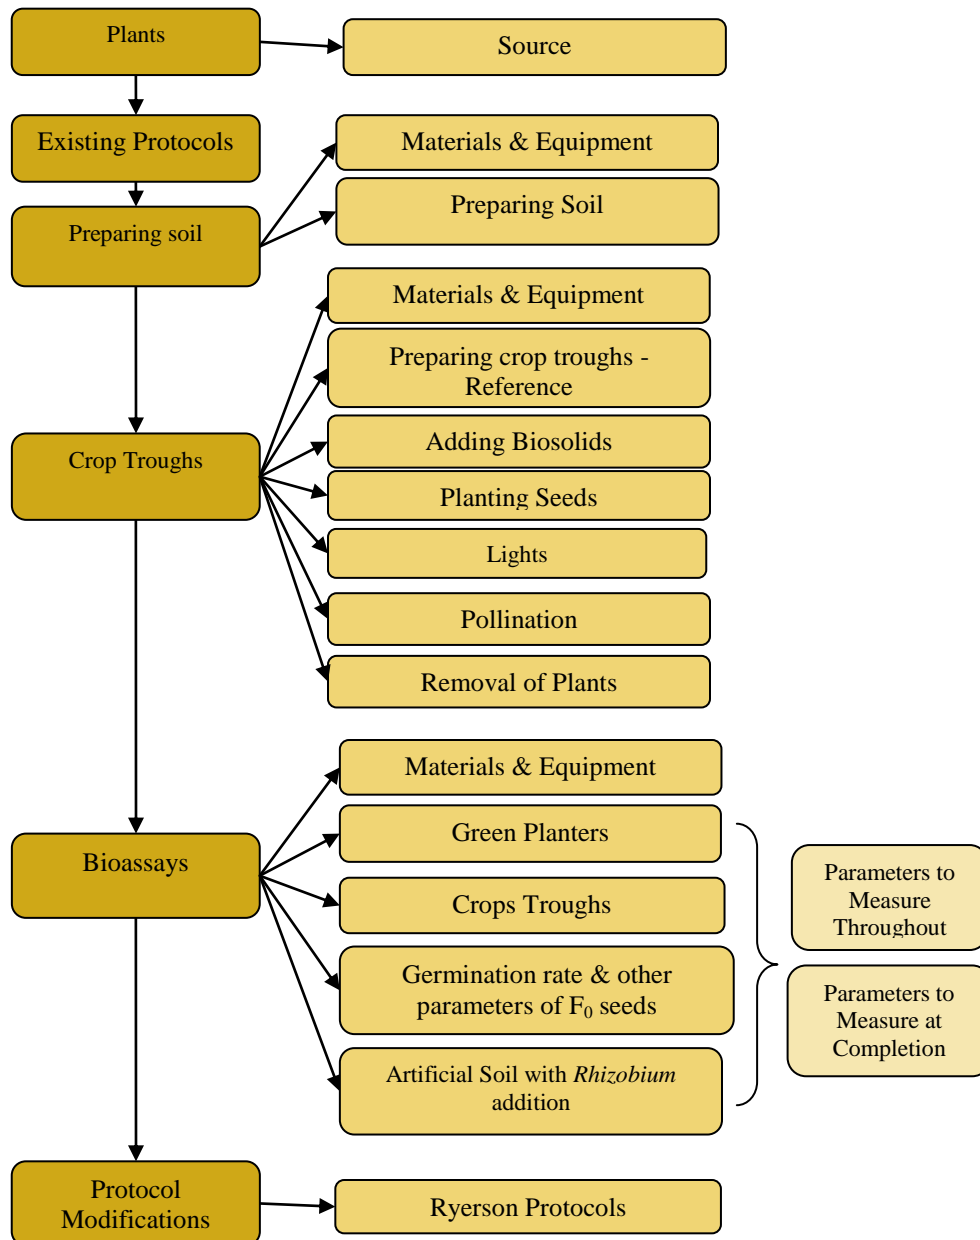 Plants
Source
Existing Protocols
Materials & Equipment
Preparing soil
Preparing Soil
Crop Troughs
Materials & Equipment
Preparing crop troughs -
Reference
Adding Biosolids
Planting Seeds
Lights
Pollination
Removal of Plants
Bioassays
Materials & Equipment
Green Planters
Crops Troughs
Germination rate & other
parameters of F₀ seeds
Artificial Soil with Rhizobium
addition
Parameters to
Measure
Throughout
Parameters to
Measure at
Completion
Protocol
Modifications
Ryerson Protocols